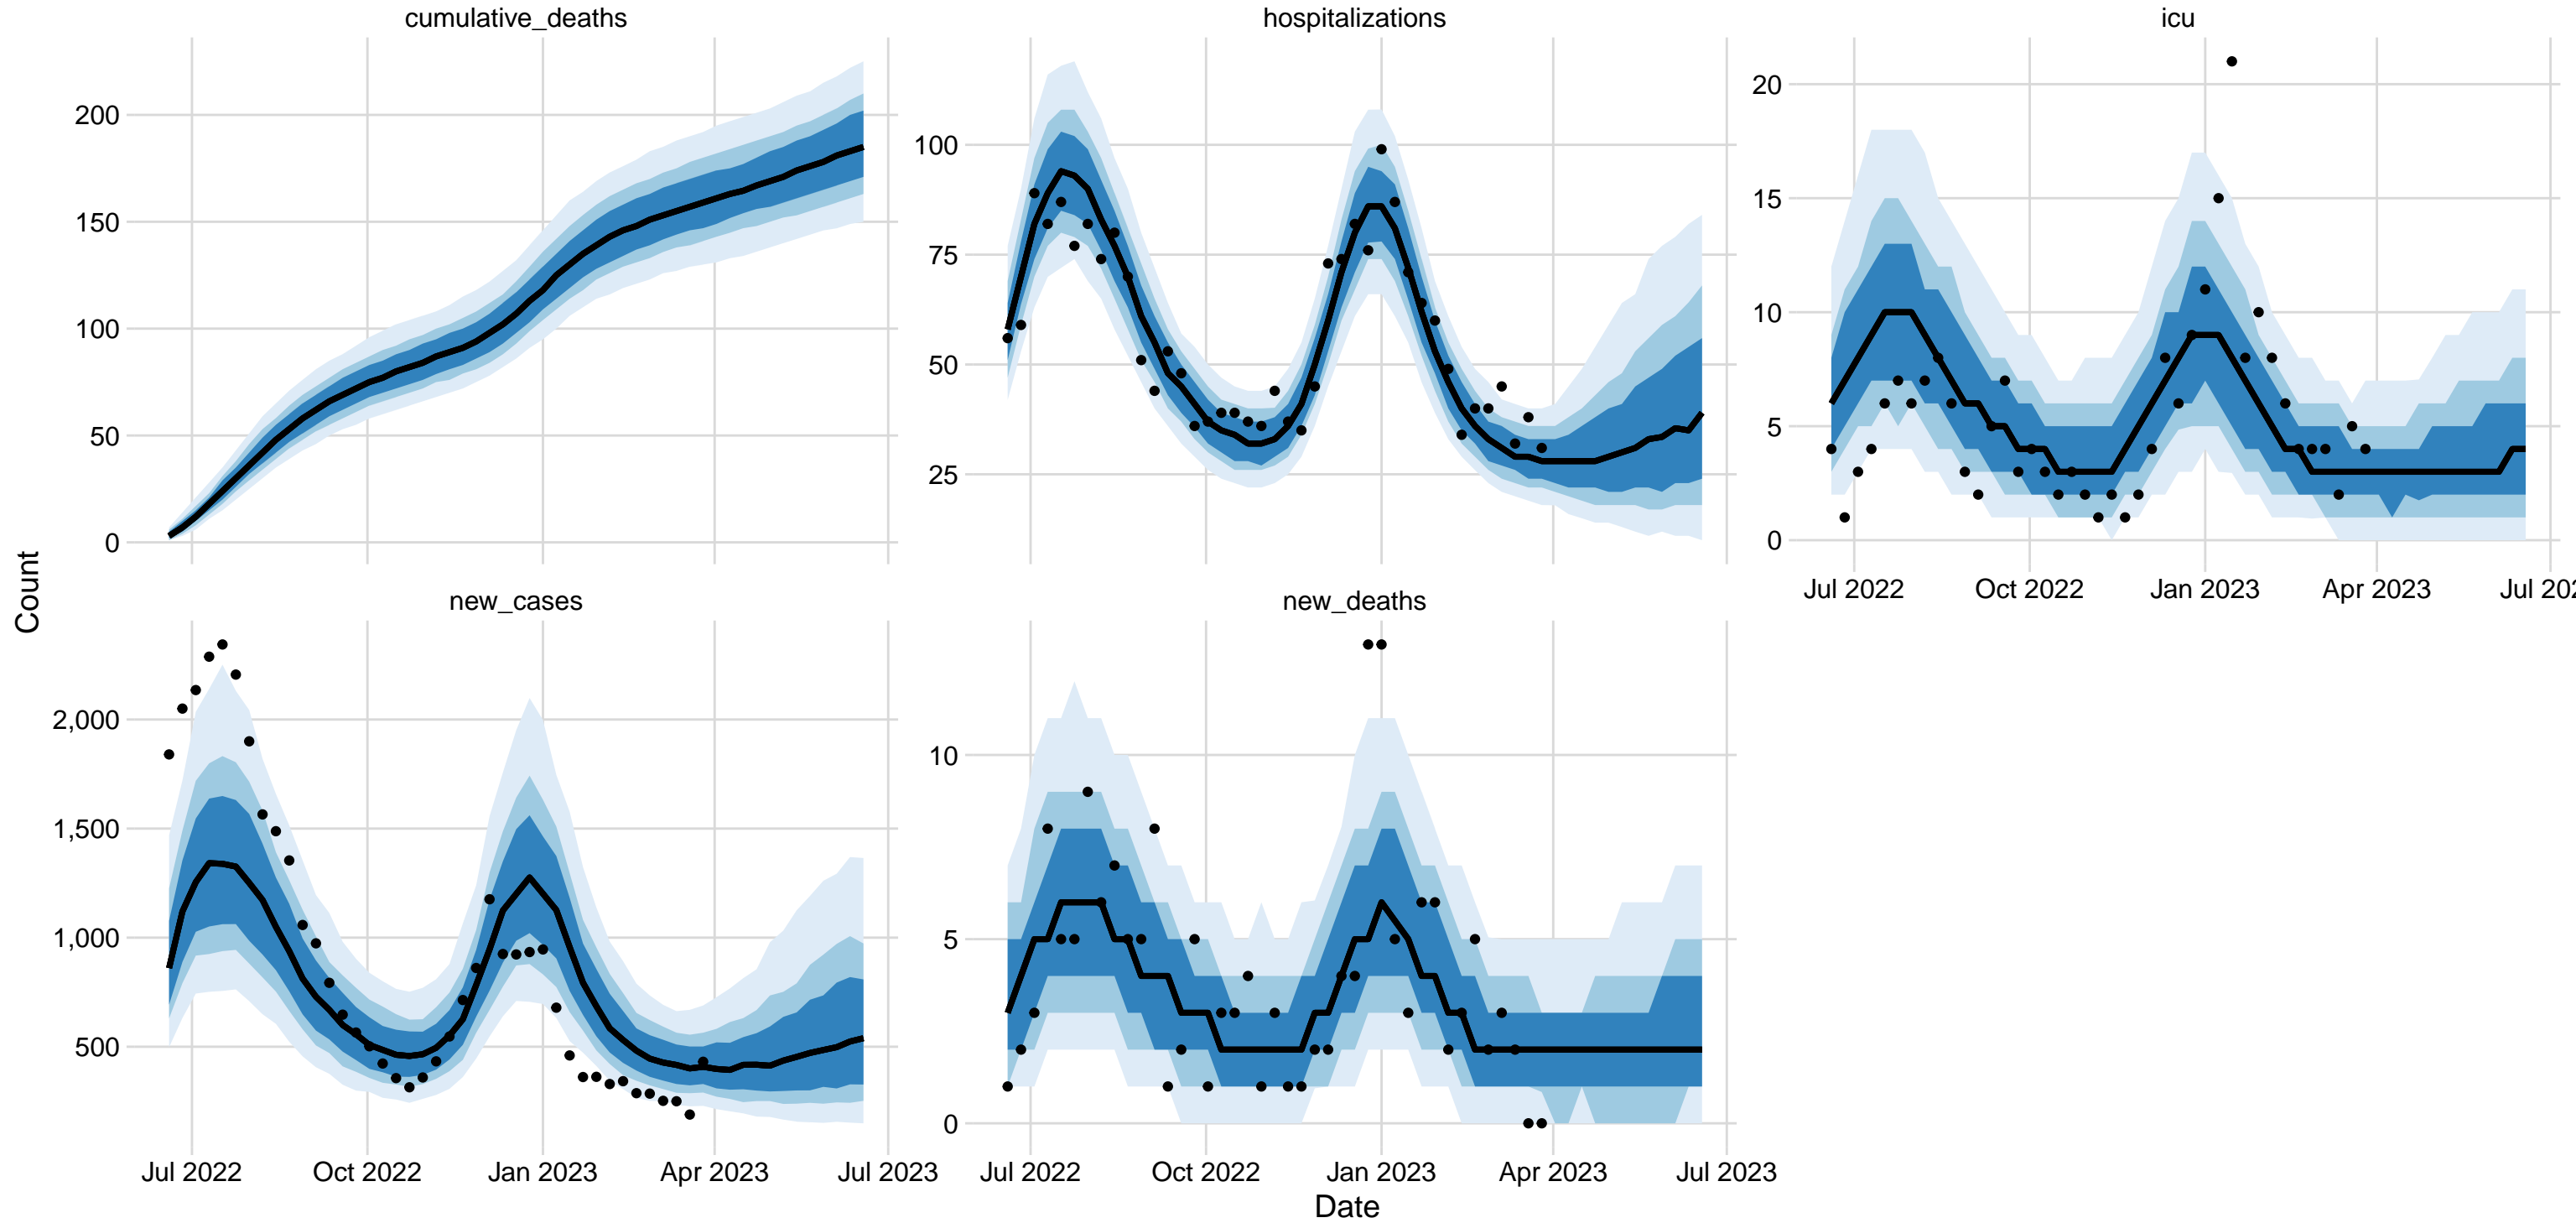 cumulative_deaths
200
150
100
50
0
hospitalizations
100
75
50
25
icu
20
15
10
5
0
Jul 2022 Oct 2022 Jan 2023 Apr 2023 Jul 202
Count
new_cases
2,000
1,500
1,000
500
Jul 2022 Oct 2022 Jan 2023 Apr 2023 Jul 2023
new_deaths
10
5
0
Jul 2022 Oct 2022 Jan 2023 Apr 2023 Jul 2023
Date